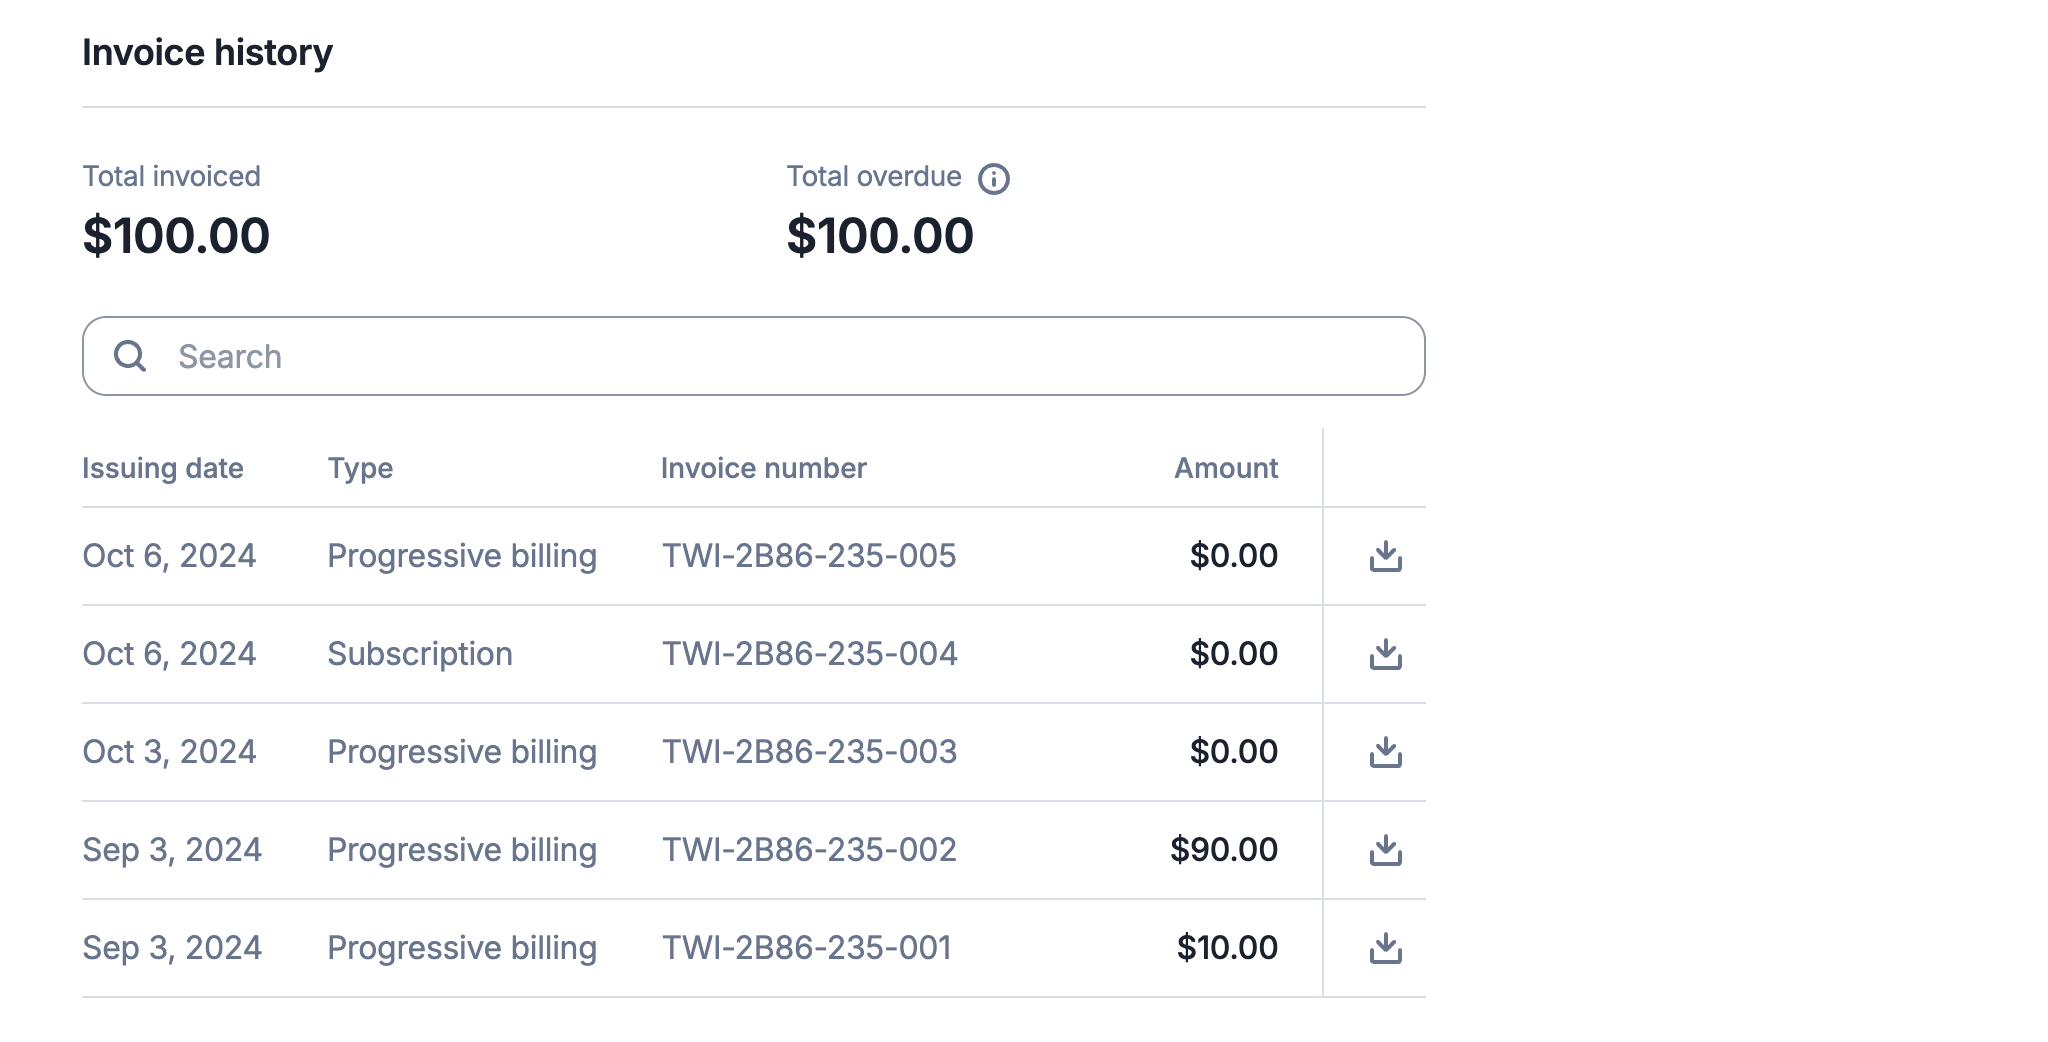 Invoice history
Total invoiced Total overdue
$100.00 $100.00
Search
Issuing date Type Invoice number Amount
Oct 6, 2024 Progressive billing TWI-2B86-235-005 $0.00
Oct 6, 2024 Subscription TWI-2B86-235-004 $0.00
Oct 3, 2024 Progressive billing TWI-2B86-235-003 $0.00
Sep 3, 2024 Progressive billing TWI-2B86-235-002 $90.00
Sep 3, 2024 Progressive billing TWI-2B86-235-001 $10.00